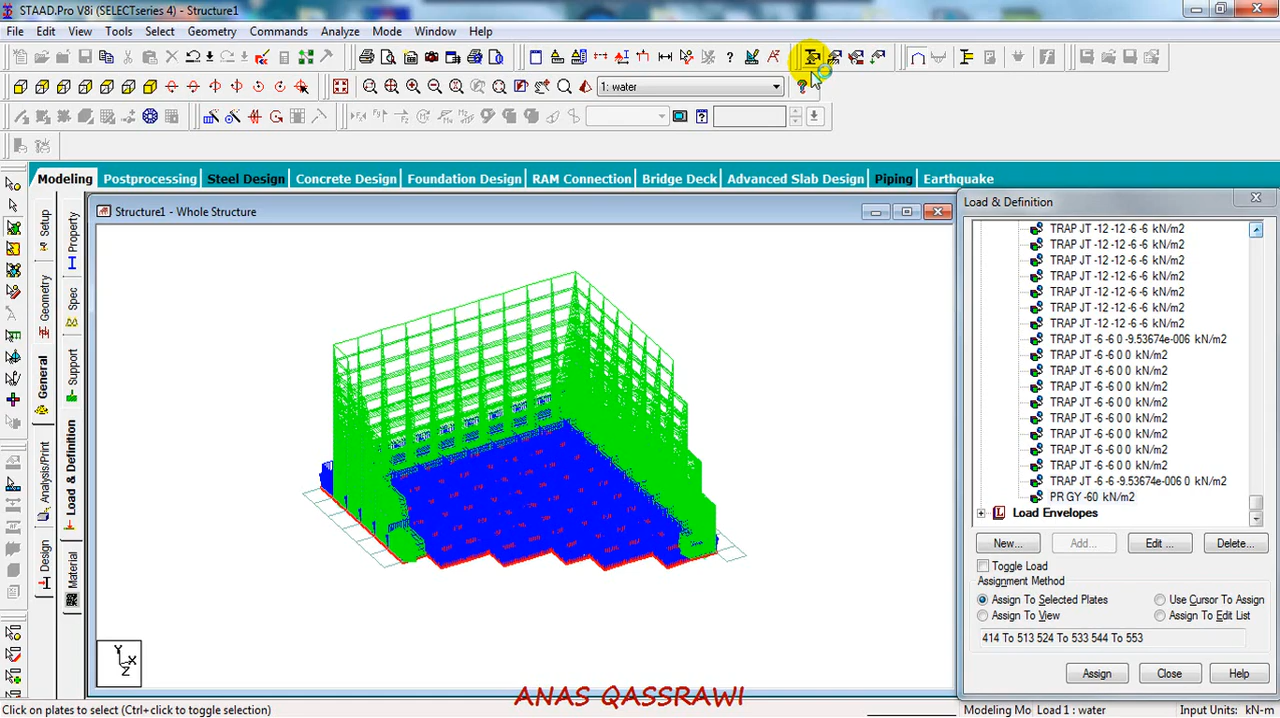 STAAD.Pro V8i (SELECTseries 4) - Structure1
File Edit View Tools Select Geometry Commands Analyze Mode Window Help
1: water
Modeling Postprocessing Steel Design Concrete Design Foundation Design RAM Connection Bridge Deck Advanced Slab Design Piping Earthquake
Setup
Geometry
General
Analysis/Print
Design
Property
Spec
Support
Load & Definition
Material
Structure1 - Whole Structure
Y
X
Z
Load & Definition
TRAP JT -12 -12 -6 -6 kN/m2
TRAP JT -12 -12 -6 -6 kN/m2
TRAP JT -12 -12 -6 -6 kN/m2
TRAP JT -12 -12 -6 -6 kN/m2
TRAP JT -12 -12 -6 -6 kN/m2
TRAP JT -12 -12 -6 -6 kN/m2
TRAP JT -12 -12 -6 -6 kN/m2
TRAP JT -6 -6 0 -9.53674e-006 kN/m2
TRAP JT -6 -6 0 0 kN/m2
TRAP JT -6 -6 0 0 kN/m2
TRAP JT -6 -6 0 0 kN/m2
TRAP JT -6 -6 0 0 kN/m2
TRAP JT -6 -6 0 0 kN/m2
TRAP JT -6 -6 0 0 kN/m2
TRAP JT -6 -6 0 0 kN/m2
TRAP JT -6 -6 0 0 kN/m2
TRAP JT -6 -6 -9.53674e-006 0 kN/m2
PR GY -60 kN/m2
Load Envelopes
New... Add... Edit ... Delete...
Toggle Load
Assignment Method
Assign To Selected Plates Use Cursor To Assign
Assign To View Assign To Edit List
414 To 513 524 To 533 544 To 553
Assign Close Help
ANAS QASSRAWI
Click on plates to select (Ctrl+click to toggle selection) Modeling Mo Load 1 : water Input Units: kN-m